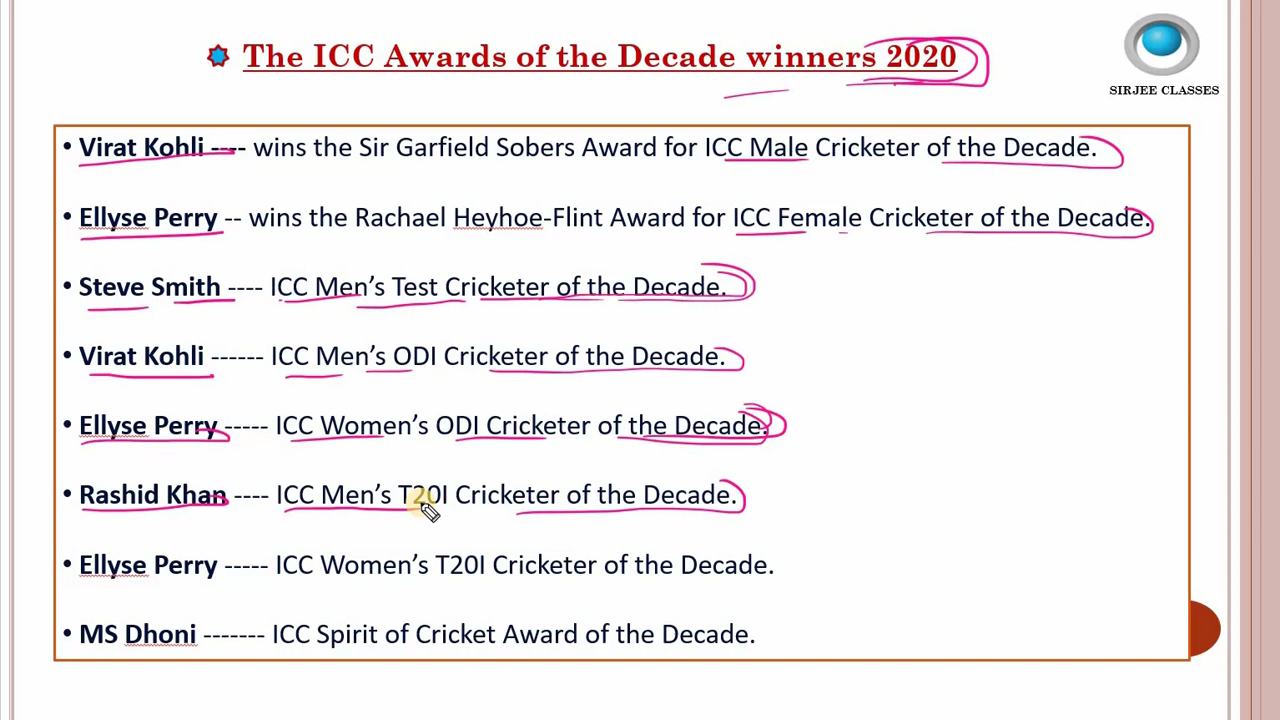 The ICC Awards of the Decade winners 2020
SIRJEE CLASSES
• Virat Kohli ---- wins the Sir Garfield Sobers Award for ICC Male Cricketer of the Decade.
• Ellyse Perry -- wins the Rachael Heyhoe-Flint Award for ICC Female Cricketer of the Decade.
• Steve Smith ---- ICC Men's Test Cricketer of the Decade.
• Virat Kohli ------ ICC Men's ODI Cricketer of the Decade.
• Ellyse Perry ----- ICC Women's ODI Cricketer of the Decade.
• Rashid Khan ---- ICC Men's T20I Cricketer of the Decade.
• Ellyse Perry ----- ICC Women's T20I Cricketer of the Decade.
• MS Dhoni ------- ICC Spirit of Cricket Award of the Decade.